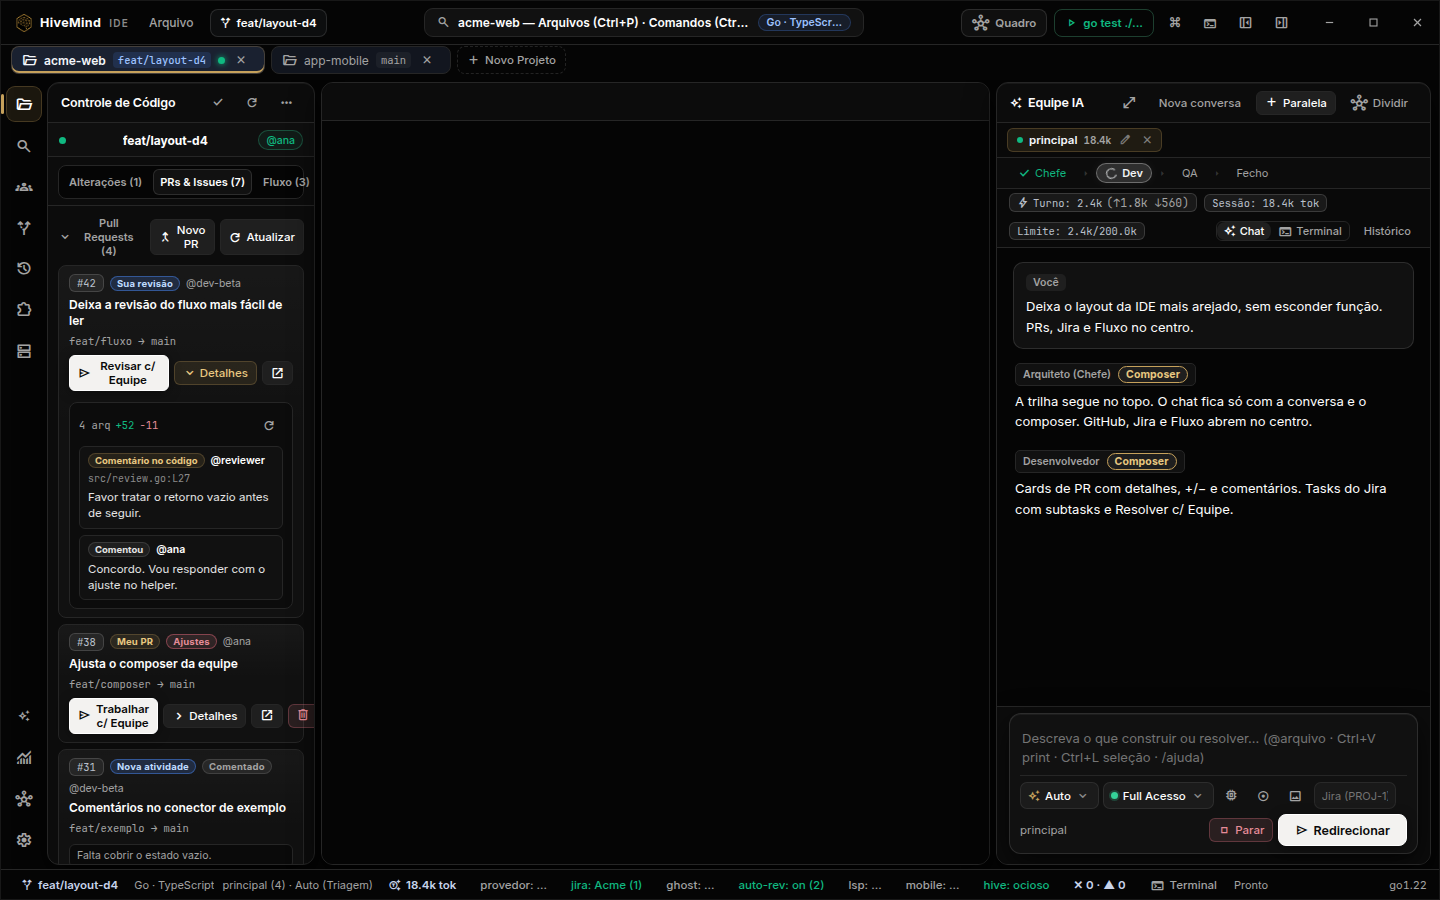 HiveMind IDE Arquivo feat/layout-d4 acme-web — Arquivos (Ctrl+P) · Comandos (Ctr... Go · TypeScr... Quadro go test ./...
acme-web feat/layout-d4 app-mobile main Novo Projeto
Controle de Código
feat/layout-d4 @ana
Alterações (1) PRs & Issues (7) Fluxo (3)
Pull
Requests
(4)
Novo
PR
Atualizar
#42 Sua revisão @dev-beta
Deixa a revisão do fluxo mais fácil de
ler
feat/fluxo → main
Revisar c/
Equipe
Detalhes
4 arq +52 -11
Comentário no código @reviewer
src/review.go:L27
Favor tratar o retorno vazio antes
de seguir.
Comentou @ana
Concordo. Vou responder com o
ajuste no helper.
#38 Meu PR Ajustes @ana
Ajusta o composer da equipe
feat/composer → main
Trabalhar
c/ Equipe
Detalhes
#31 Nova atividade Comentado
@dev-beta
Comentários no conector de exemplo
feat/exemplo → main
Falta cobrir o estado vazio.
Equipe IA Nova conversa Paralela Dividir
principal 18.4k
Chefe Dev QA Fecho
Turno: 2.4k (↑1.8k ↓560) Sessão: 18.4k tok
Limite: 2.4k/200.0k Chat Terminal Histórico
Você
Deixa o layout da IDE mais arejado, sem esconder função.
PRs, Jira e Fluxo no centro.
Arquiteto (Chefe) Composer
A trilha segue no topo. O chat fica só com a conversa e o
composer. GitHub, Jira e Fluxo abrem no centro.
Desenvolvedor Composer
Cards de PR com detalhes, +/− e comentários. Tasks do Jira
com subtasks e Resolver c/ Equipe.
Descreva o que construir ou resolver... (@arquivo · Ctrl+V
print · Ctrl+L seleção · /ajuda)
Auto Full Acesso Jira (PROJ-1
principal Parar Redirecionar
feat/layout-d4 Go · TypeScript principal (4) · Auto (Triagem) 18.4k tok provedor: ... jira: Acme (1) ghost: ... auto-rev: on (2) lsp: ... mobile: ... hive: ocioso ✕ 0 · ▲ 0 Terminal Pronto go1.22